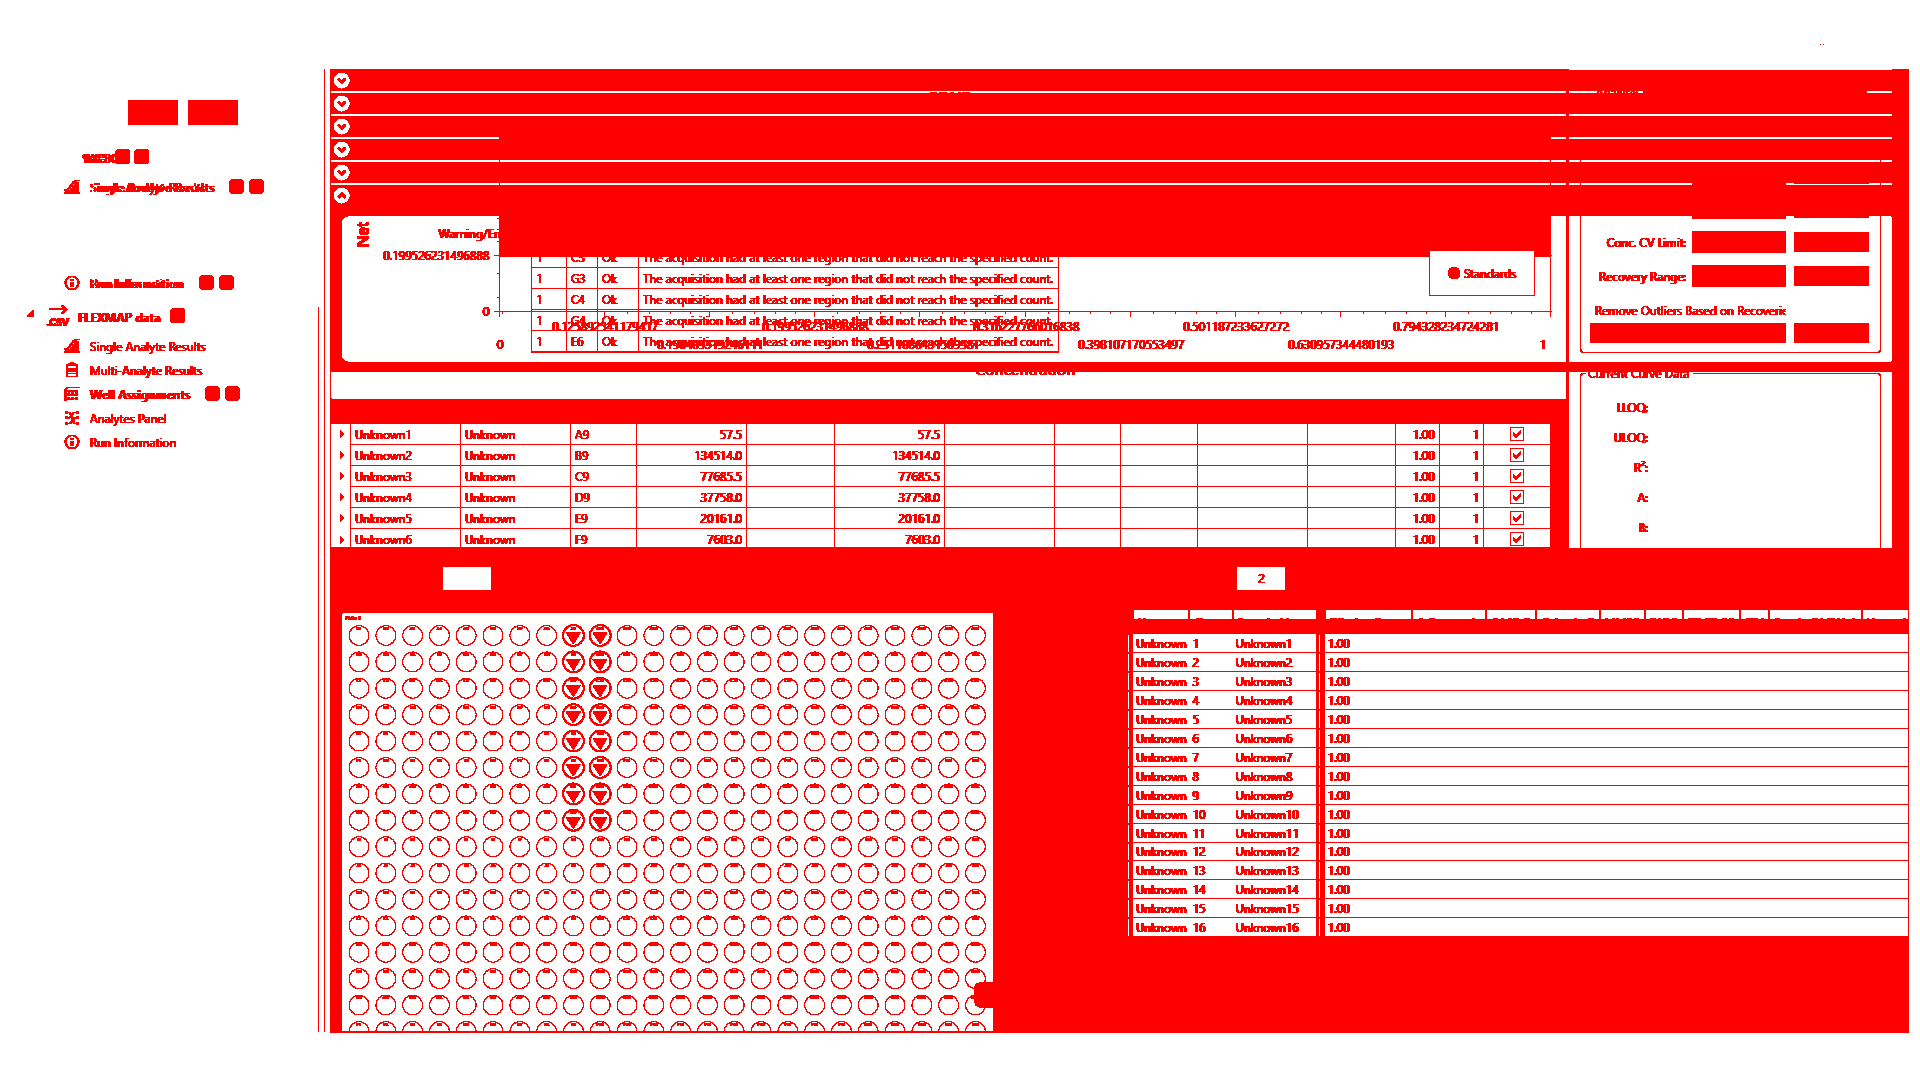 Single Analyte Results
Run Information
.CSV FLEXMAP data
Single Analyte Results
Multi-Analyte Results
Well Assignments
Analytes Panel
Run Information
Net
0.199526231496888
0
0
0.501187233627272
0.794328234724281
0.398107170553497
0.630957344480193
1
Standards
1 G3 Ok The acquisition had at least one region that did not reach the specified count.
1 C4 Ok The acquisition had at least one region that did not reach the specified count.
1 G4 Ok The acquisition had at least one region that did not reach the specified count.
1 E6 Ok The acquisition had at least one region that did not reach the specified count.
Concentration
Conc. CV Limit:
Recovery Range:
Remove Outliers Based on
Current Curve Data
LLOQ:
ULOQ:
R²:
A:
B:
Unknown1 Unknown A9 57.5 57.5 1.00 1
Unknown2 Unknown B9 134514.0 134514.0 1.00 1
Unknown3 Unknown C9 77685.5 77685.5 1.00 1
Unknown4 Unknown D9 37758.0 37758.0 1.00 1
Unknown5 Unknown E9 20161.0 20161.0 1.00 1
Unknown6 Unknown F9 7603.0 7603.0 1.00 1
2
Unknown 1 Unknown1 1.00
Unknown 2 Unknown2 1.00
Unknown 3 Unknown3 1.00
Unknown 4 Unknown4 1.00
Unknown 5 Unknown5 1.00
Unknown 6 Unknown6 1.00
Unknown 7 Unknown7 1.00
Unknown 8 Unknown8 1.00
Unknown 9 Unknown9 1.00
Unknown 10 Unknown10 1.00
Unknown 11 Unknown11 1.00
Unknown 12 Unknown12 1.00
Unknown 13 Unknown13 1.00
Unknown 14 Unknown14 1.00
Unknown 15 Unknown15 1.00
Unknown 16 Unknown16 1.00